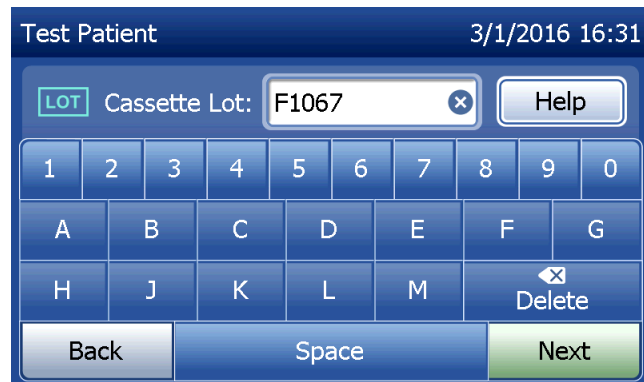 Test Patient 3/1/2016 16:31
LOT Cassette Lot: F1067 Help
1 2 3 4 5 6 7 8 9 0
A B C D E F G
H J K L M Delete
Back Space Next